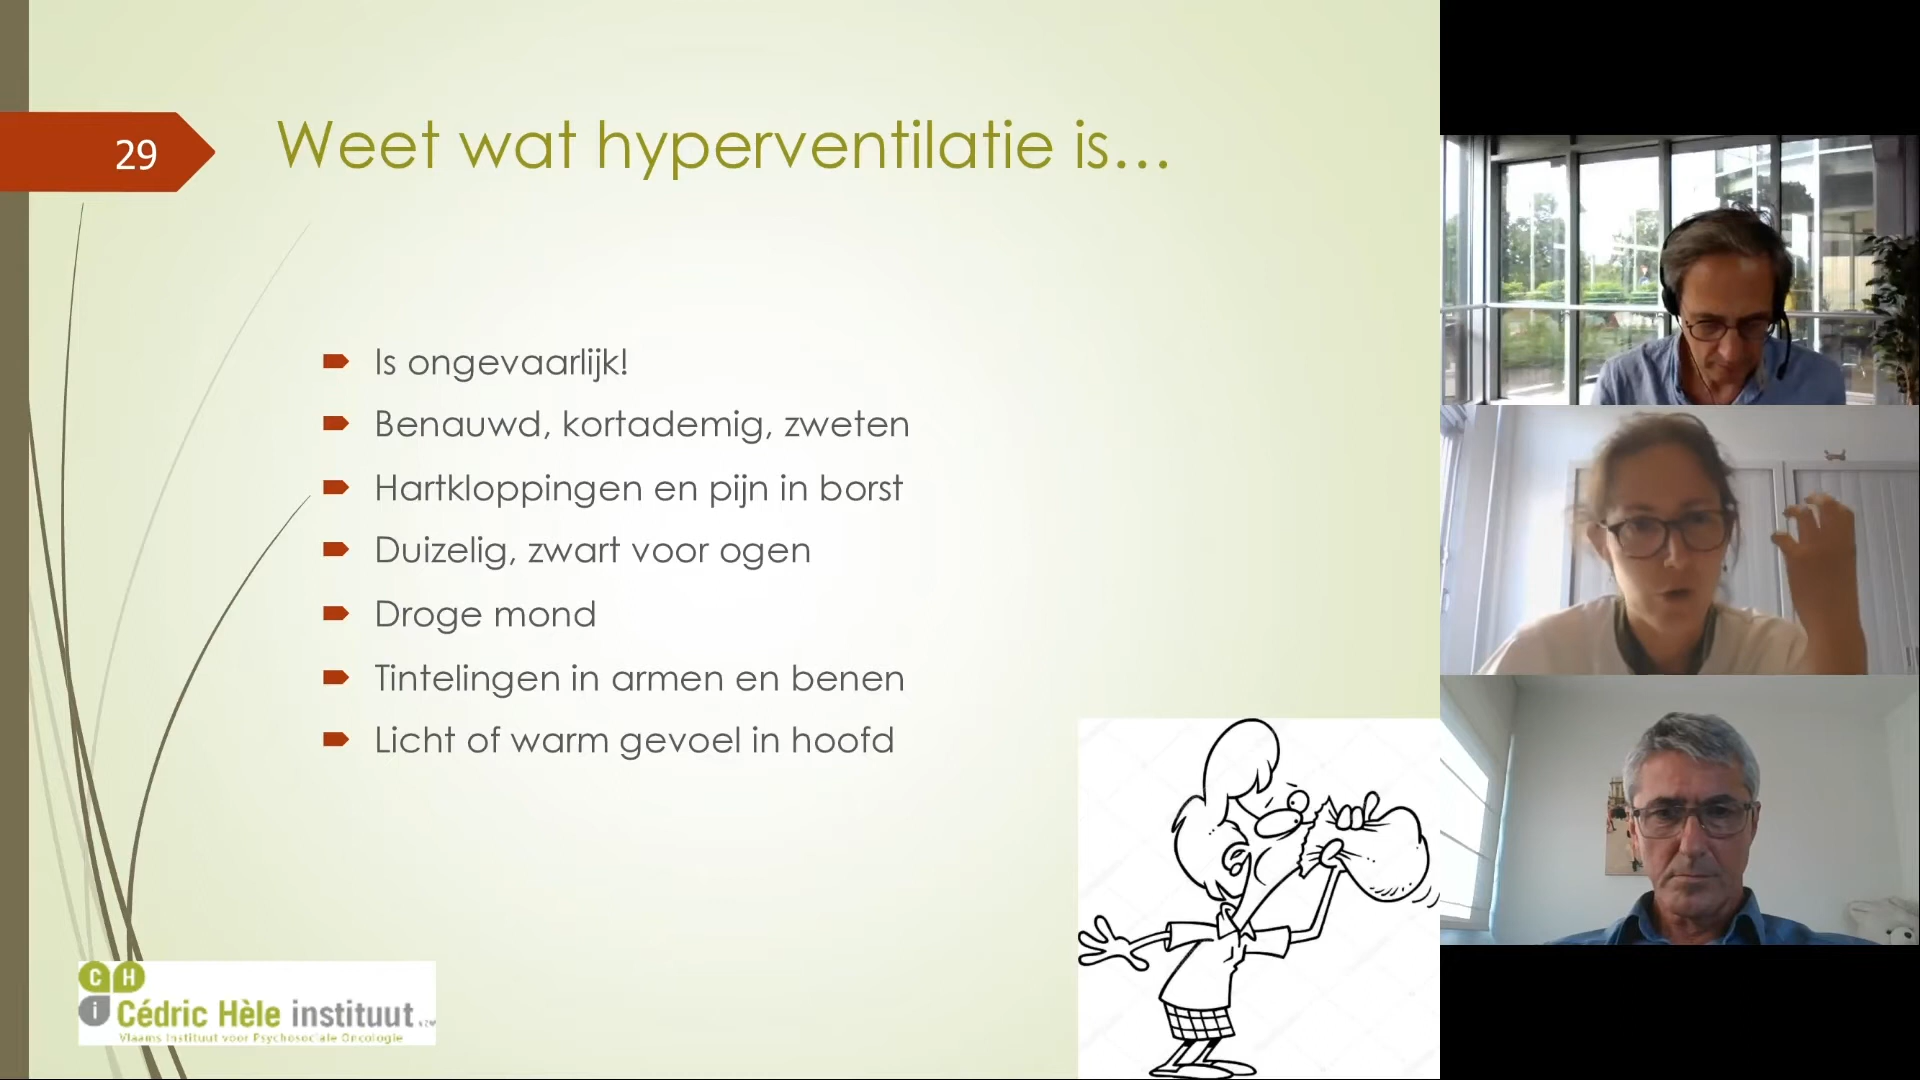 29
Weet wat hyperventilatie is...
Is ongevaarlijk!
Benauwd, kortademig, zweten
Hartkloppingen en pijn in borst
Duizelig, zwart voor ogen
Droge mond
Tintelingen in armen en benen
Licht of warm gevoel in hoofd
C H
i
Cédric Hèle instituut vzw
Vlaams Instituut voor Psychosociale Oncologie